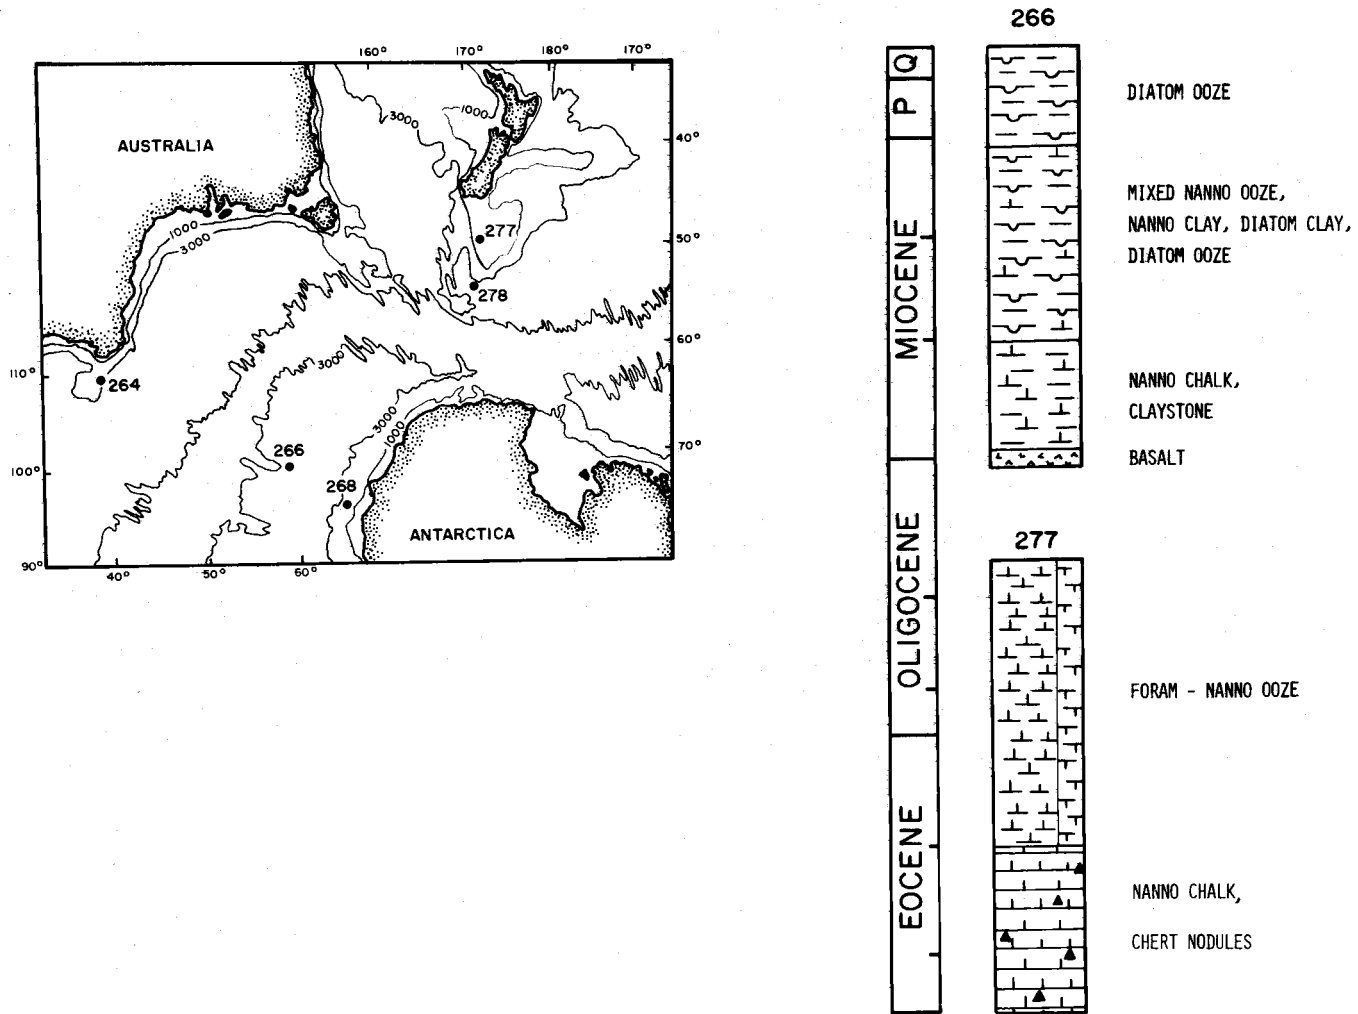 160° 170° 180° 170°
AUSTRALIA
3000
1000
40°
1000
3000
277
50°
278
3000
60°
110°
264
3000
1000
266
70°
100°
268
ANTARCTICA
90°
40° 50° 60°
Q
P
MIOCENE
OLIGOCENE
EOCENE
266
DIATOM OOZE
MIXED NANNO OOZE,
NANNO CLAY, DIATOM CLAY,
DIATOM OOZE
NANNO CHALK,
CLAYSTONE
BASALT
277
FORAM - NANNO OOZE
NANNO CHALK,
CHERT NODULES